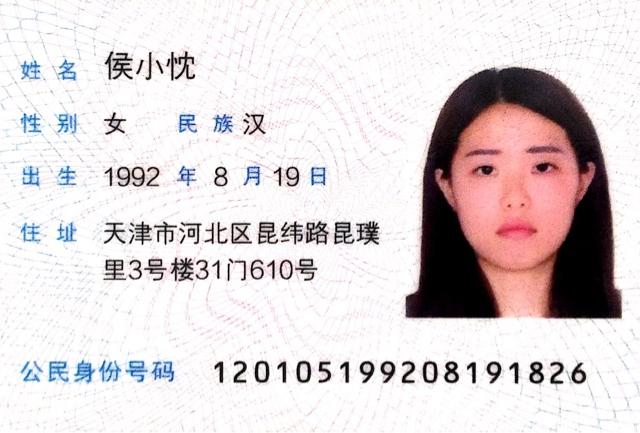 姓名 侯小忱
性别 女 民族 汉
出生 1992 年 8 月 19 日
住址 天津市河北区昆纬路昆璞
里3号楼31门610号
公民身份号码 120105199208191826